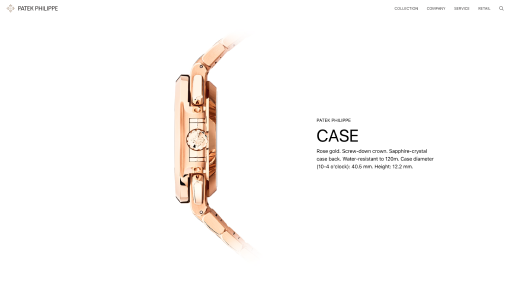 PATEK PHILIPPE
COLLECTION COMPANY SERVICE RETAIL
PATEK PHILIPPE
CASE
Rose gold. Screw-down crown. Sapphire-crystal
case back. Water-resistant to 120m. Case diameter
(10-4 o'clock): 40.5 mm. Height: 12.2 mm.